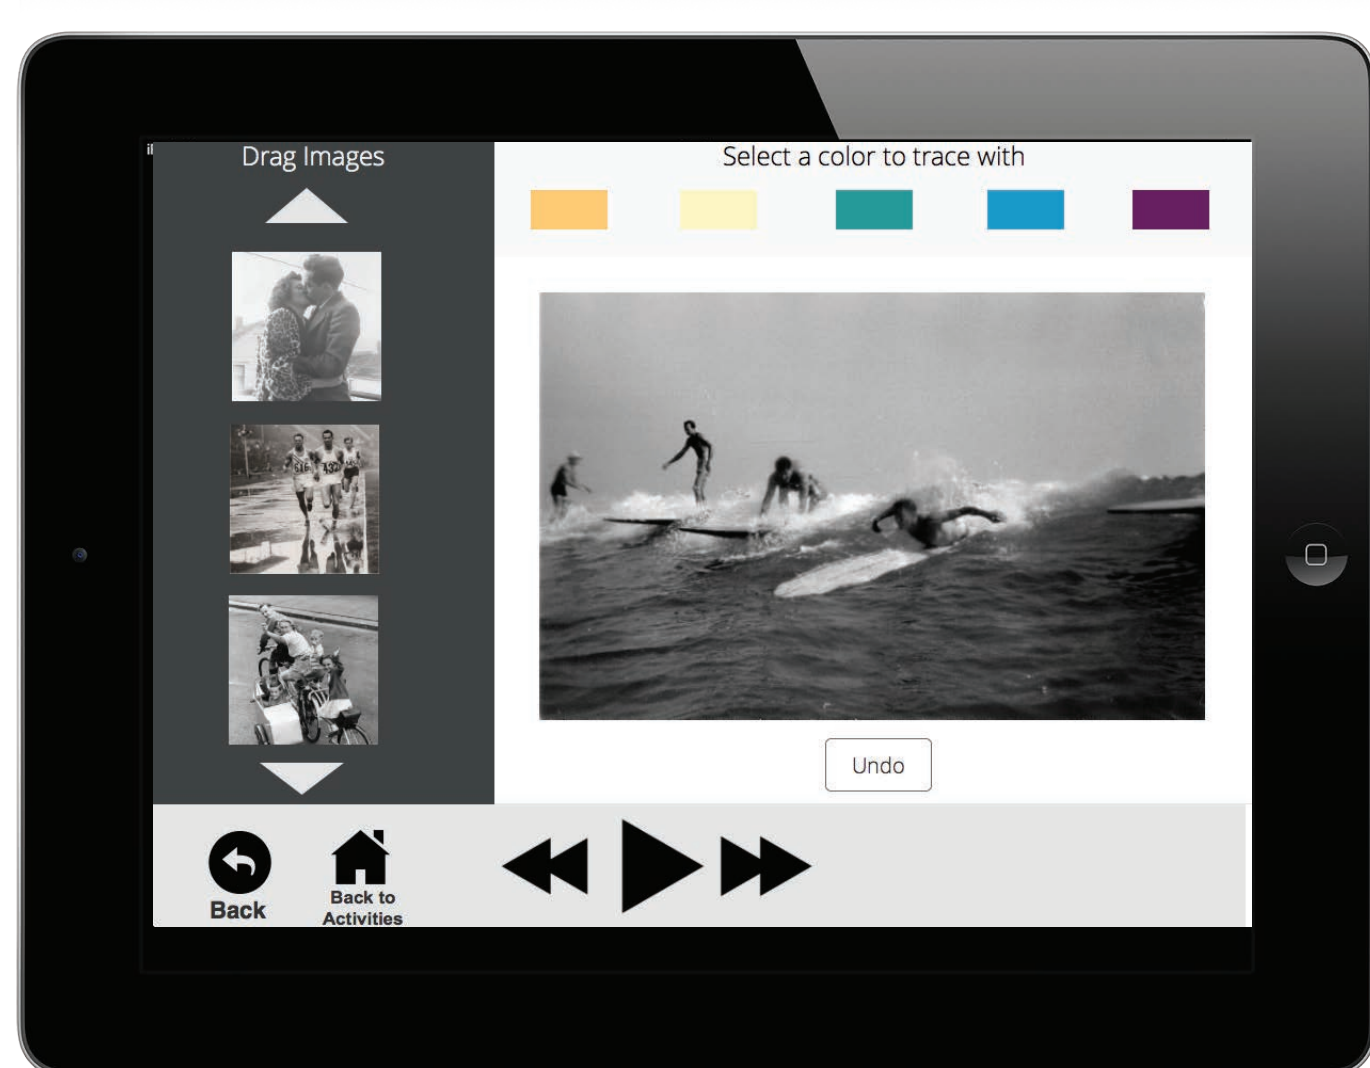 Drag Images
Select a color to trace with
Undo
Back
Back to
Activities